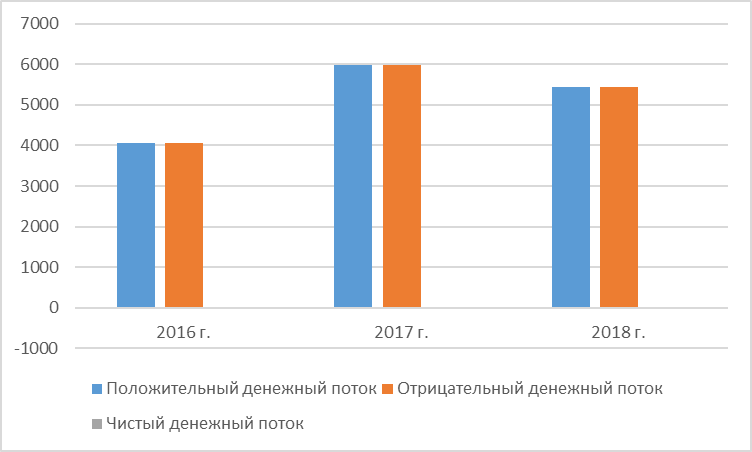 7000
6000
5000
4000
3000
2000
1000
0
-1000
2016 г.
2017 г.
2018 г.
Положительный денежный поток
Отрицательный денежный поток
Чистый денежный поток